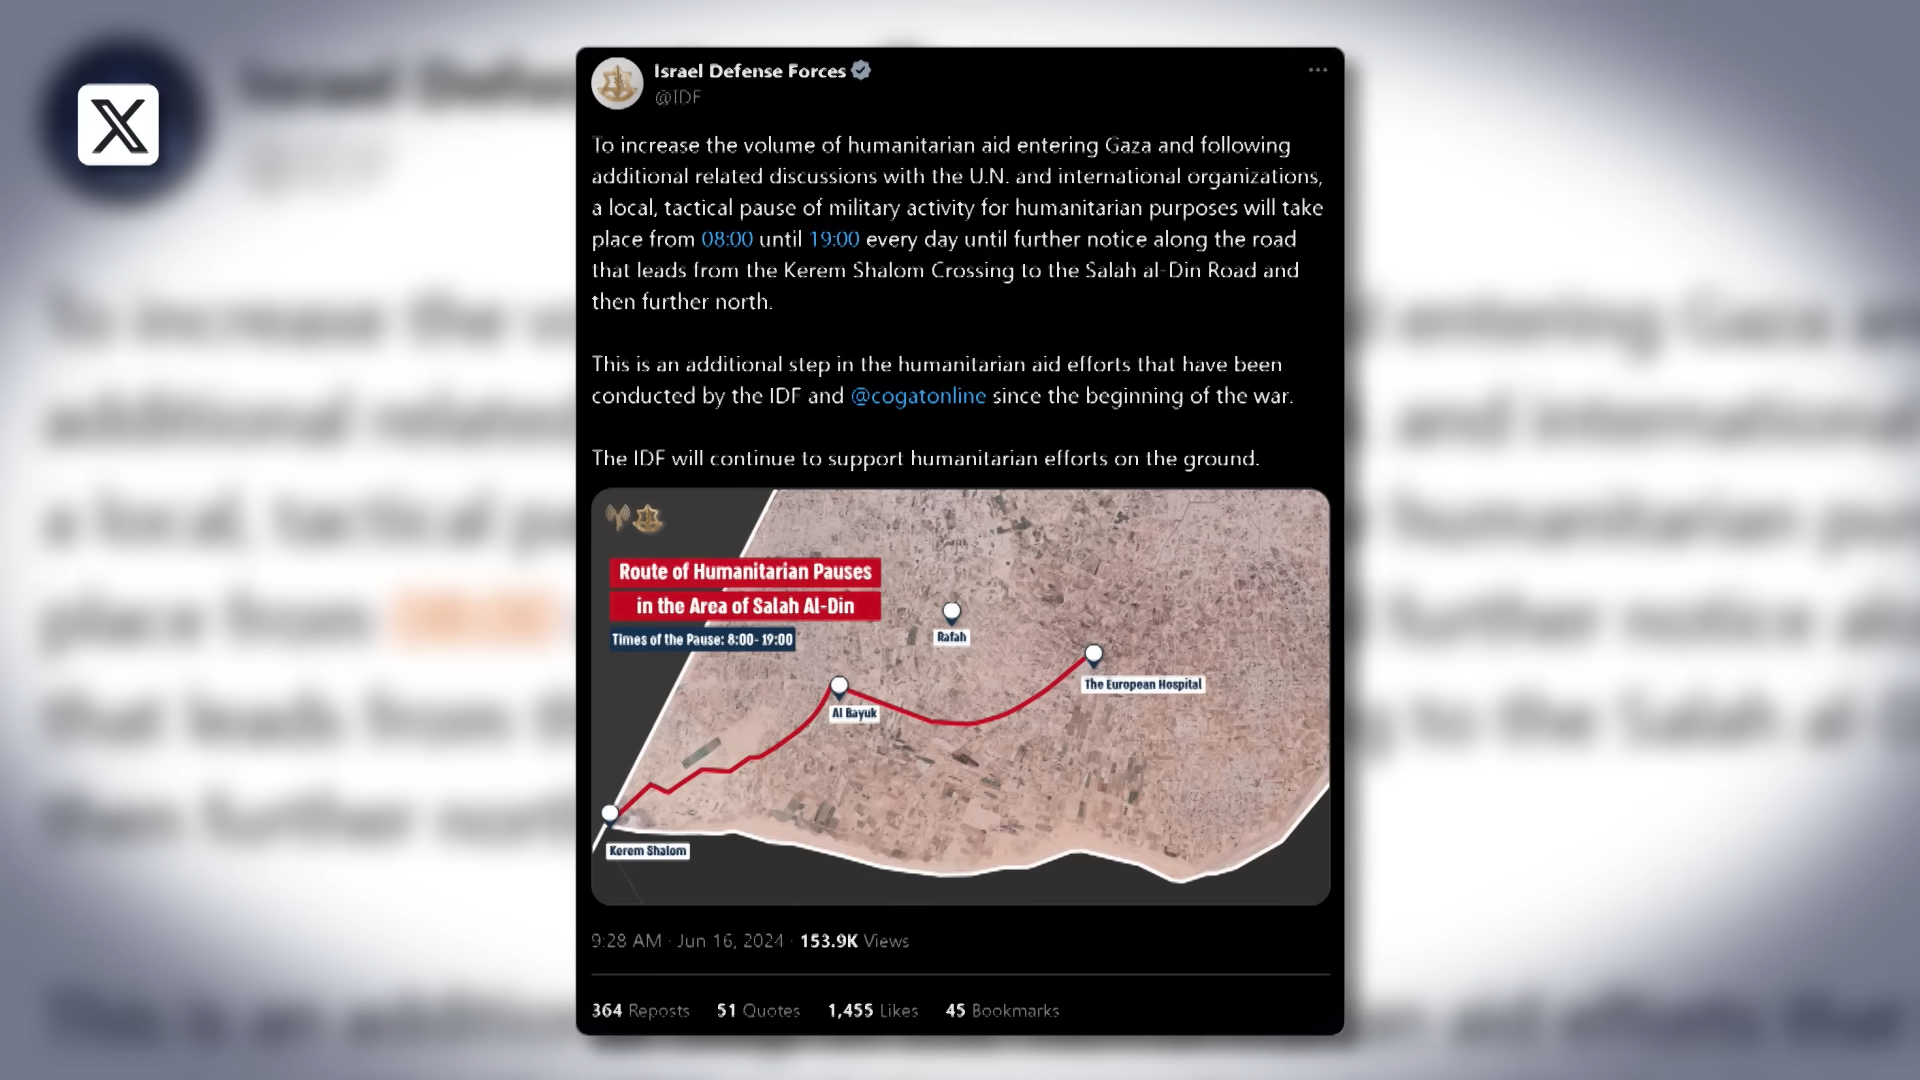 Israel Defense Forces
@IDF
To increase the volume of humanitarian aid entering Gaza and following
additional related discussions with the U.N. and international organizations,
a local, tactical pause of military activity for humanitarian purposes will take
place from 08:00 until 19:00 every day until further notice along the road
that leads from the Kerem Shalom Crossing to the Salah al-Din Road and
then further north.
This is an additional step in the humanitarian aid efforts that have been
conducted by the IDF and @cogatonline since the beginning of the war.
The IDF will continue to support humanitarian efforts on the ground.
Route of Humanitarian Pauses
in the Area of Salah Al-Din
Times of the Pause: 8:00- 19:00
Rafah
The European Hospital
Al Bayuk
Kerem Shalom
9:28 AM · Jun 16, 2024 · 153.9K Views
364 Reposts 51 Quotes 1,455 Likes 45 Bookmarks